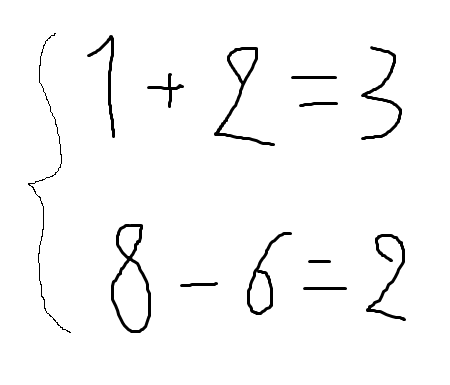 1 + 2 = 3
8 - 6 = 2